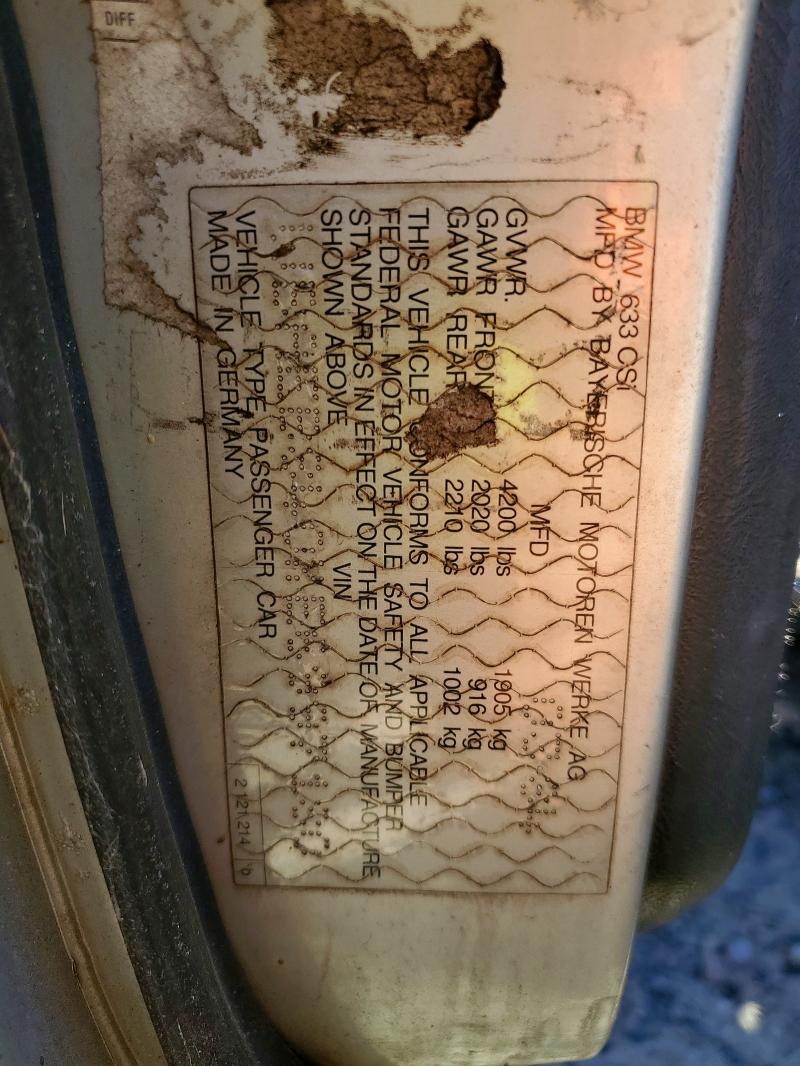 DIFF
BMW - 633 CSi
MFD BY BAYERISCHE MOTOREN WERKE AG
MFD
GVWR. 4200 lbs 1905 kg
GAWR FRONT 2020 lbs 916 kg
GAWR REAR 2210 lbs 1002 kg
THIS VEHICLE CONFORMS TO ALL APPLICABLE
FEDERAL MOTOR VEHICLE SAFETY AND BUMPER
STANDARDS IN EFFECT ON THE DATE OF MANUFACTURE
SHOWN ABOVE VIN
VEHICLE TYPE PASSENGER CAR
MADE IN GERMANY
2 121.214